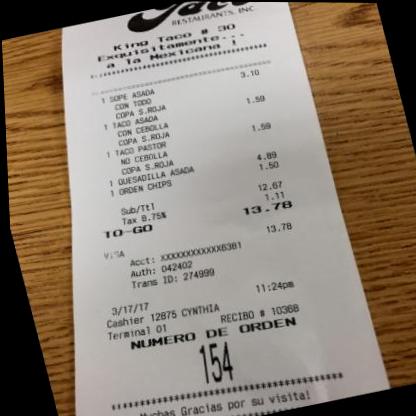 RESTAURANTS, INC.
King Taco # 30
Exquisitamente...
a la Mexicana !
1 SOPE ASADA 3.10
CON TODO
COPA S.ROJA
1 TACO ASADA 1.59
CON CEBOLLA
COPA S.ROJA
1 TACO PASTOR 1.59
NO CEBOLLA
COPA S.ROJA
1 QUESADILLA ASADA 4.89
1 ORDEN CHIPS 1.50
Sub/Ttl 12.67
Tax 8.75% 1.11
TO-GO 13.78
VISA 13.78
Acct: XXXXXXXXXXXX6381
Auth: 042402
Trans ID: 274999
3/17/17 11:24pm
Cashier 12875 CYNTHIA
Terminal 01 RECIBO # 10368
NUMERO DE ORDEN
154
Muchas Gracias por su visita!